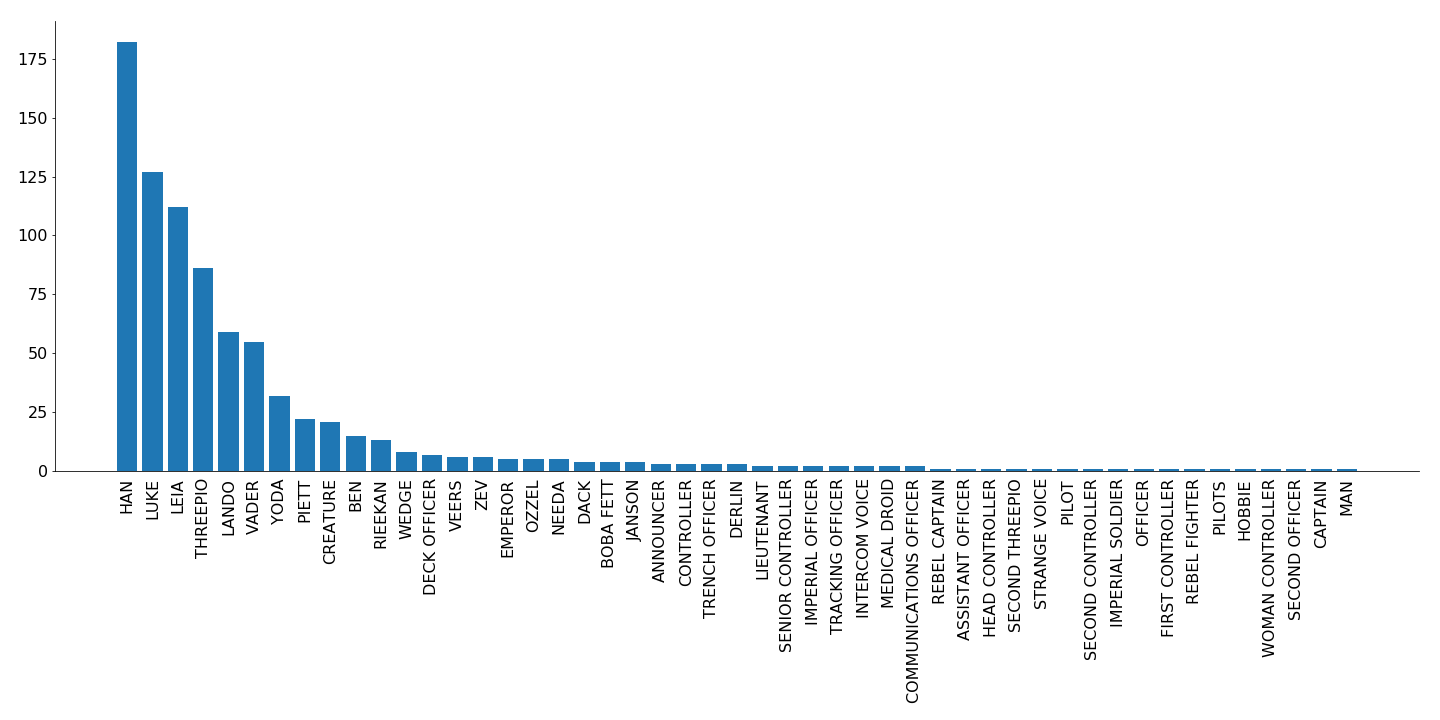 175
150
125
100
75
50
25
0
HAN
LUKE
LEIA
THREEPIO
LANDO
VADER
YODA
PIETT
CREATURE
BEN
RIEEKAN
WEDGE
DECK OFFICER
VEERS
ZEV
EMPEROR
OZZEL
NEEDA
DACK
BOBA FETT
JANSON
ANNOUNCER
CONTROLLER
TRENCH OFFICER
DERLIN
LIEUTENANT
SENIOR CONTROLLER
IMPERIAL OFFICER
TRACKING OFFICER
INTERCOM VOICE
MEDICAL DROID
COMMUNICATIONS OFFICER
REBEL CAPTAIN
ASSISTANT OFFICER
HEAD CONTROLLER
SECOND THREEPIO
STRANGE VOICE
PILOT
SECOND CONTROLLER
IMPERIAL SOLDIER
OFFICER
FIRST CONTROLLER
REBEL FIGHTER
PILOTS
HOBBIE
WOMAN CONTROLLER
SECOND OFFICER
CAPTAIN
MAN